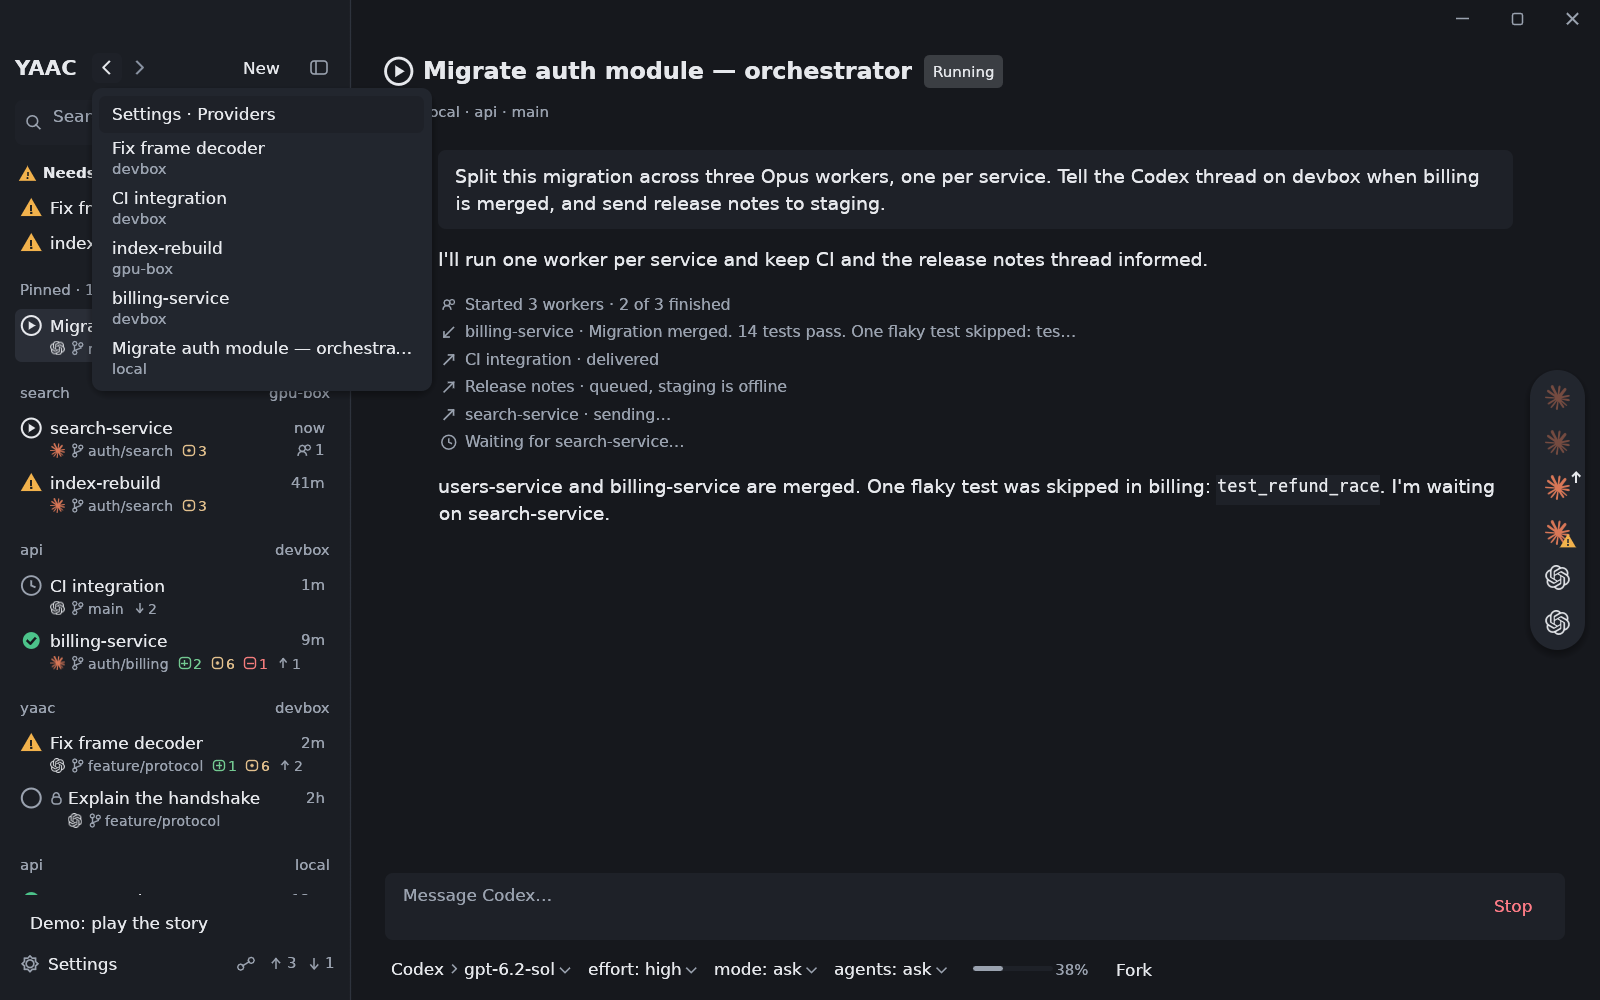 YAAC
New
Sear
Settings · Providers
Fix frame decoder
devbox
CI integration
devbox
index-rebuild
gpu-box
billing-service
devbox
Migrate auth module — orchestra...
local
Needs
Fix fr
index
Pinned · 1
Migra
search gpu-box
search-service now
auth/search 3 1
index-rebuild 41m
auth/search 3
api devbox
CI integration 1m
main ↓2
billing-service 9m
auth/billing 2 6 1 ↑1
yaac devbox
Fix frame decoder 2m
feature/protocol 1 6 ↑2
Explain the handshake 2h
feature/protocol
api local
Demo: play the story
Settings ↑3 ↓1
Migrate auth module — orchestrator Running
ocal · api · main
Split this migration across three Opus workers, one per service. Tell the Codex thread on devbox when billing
is merged, and send release notes to staging.
I'll run one worker per service and keep CI and the release notes thread informed.
Started 3 workers · 2 of 3 finished
billing-service · Migration merged. 14 tests pass. One flaky test skipped: tes...
CI integration · delivered
Release notes · queued, staging is offline
search-service · sending...
Waiting for search-service...
users-service and billing-service are merged. One flaky test was skipped in billing: test_refund_race. I'm waiting
on search-service.
Message Codex...
Stop
Codex > gpt-6.2-sol effort: high mode: ask agents: ask 38% Fork